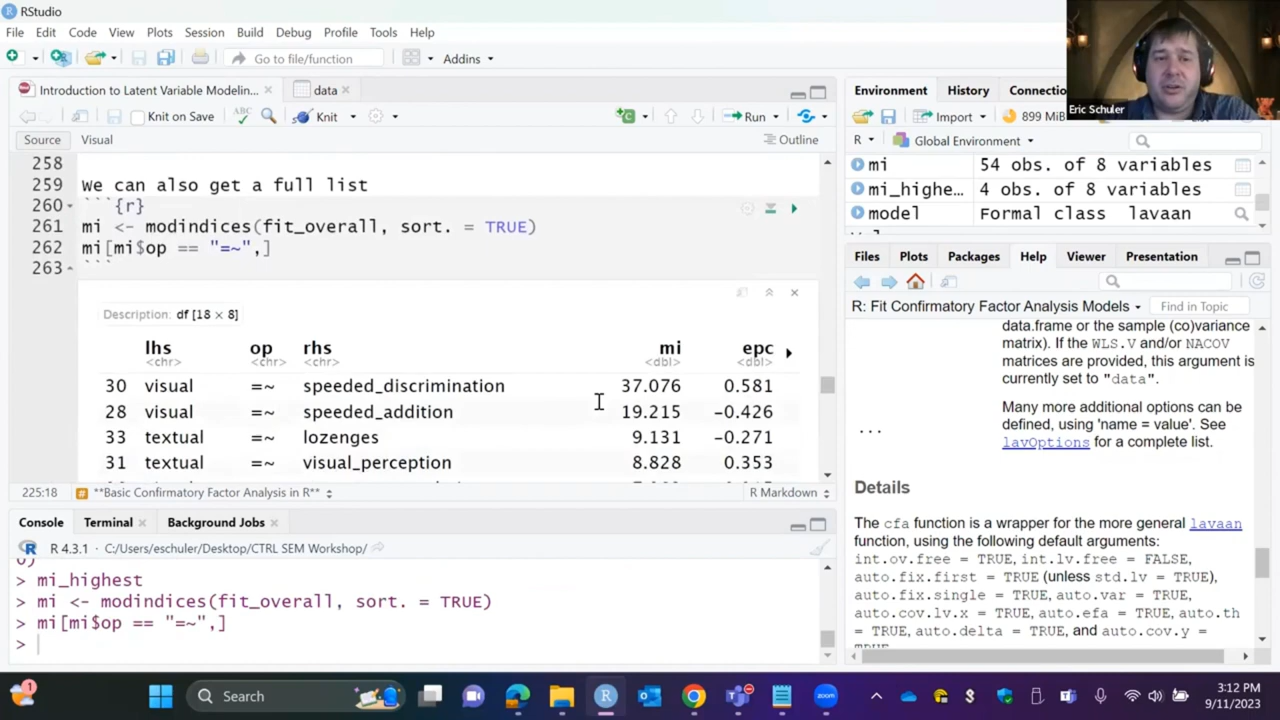 RStudio
File Edit Code View Plots Session Build Debug Profile Tools Help
Go to file/function Addins
Eric Schuler
Introduction to Latent Variable Modelin... data
Knit on Save ABC Knit Run
Source Visual Outline
258
259 We can also get a full list
260 ```{r}
261 mi <- modindices(fit_overall, sort. = TRUE)
262 mi[mi$op == "=~",]
263 ```
Description: df [18 × 8]
lhs op rhs mi epc
<chr> <chr> <chr> <dbl> <dbl>
30 visual =~ speeded_discrimination 37.076 0.581
28 visual =~ speeded_addition 19.215 -0.426
33 textual =~ lozenges 9.131 -0.271
31 textual =~ visual_perception 8.828 0.353
225:18 **Basic Confirmatory Factor Analysis in R** R Markdown
Console Terminal Background Jobs
R 4.3.1 · C:/Users/eschuler/Desktop/CTRL SEM Workshop/
> mi_highest
> mi <- modindices(fit_overall, sort. = TRUE)
> mi[mi$op == "=~",]
>
Environment History Connectio
Import 899 MiB
R Global Environment
mi 54 obs. of 8 variables
mi_highe... 4 obs. of 8 variables
model Formal class lavaan
Files Plots Packages Help Viewer Presentation
R: Fit Confirmatory Factor Analysis Models Find in Topic
data.frame or the sample (co)variance
matrix). If the WLS.V and/or NACOV
matrices are provided, this argument is
currently set to "data".
... Many more additional options can be
defined, using 'name = value'. See
lavOptions for a complete list.
Details
The cfa function is a wrapper for the more general lavaan
function, using the following default arguments:
int.ov.free = TRUE, int.lv.free = FALSE,
auto.fix.first = TRUE (unless std.lv = TRUE),
auto.fix.single = TRUE, auto.var = TRUE,
auto.cov.lv.x = TRUE, auto.efa = TRUE, auto.th
= TRUE, auto.delta = TRUE, and auto.cov.y =
1
Search
zoom
3:12 PM
9/11/2023